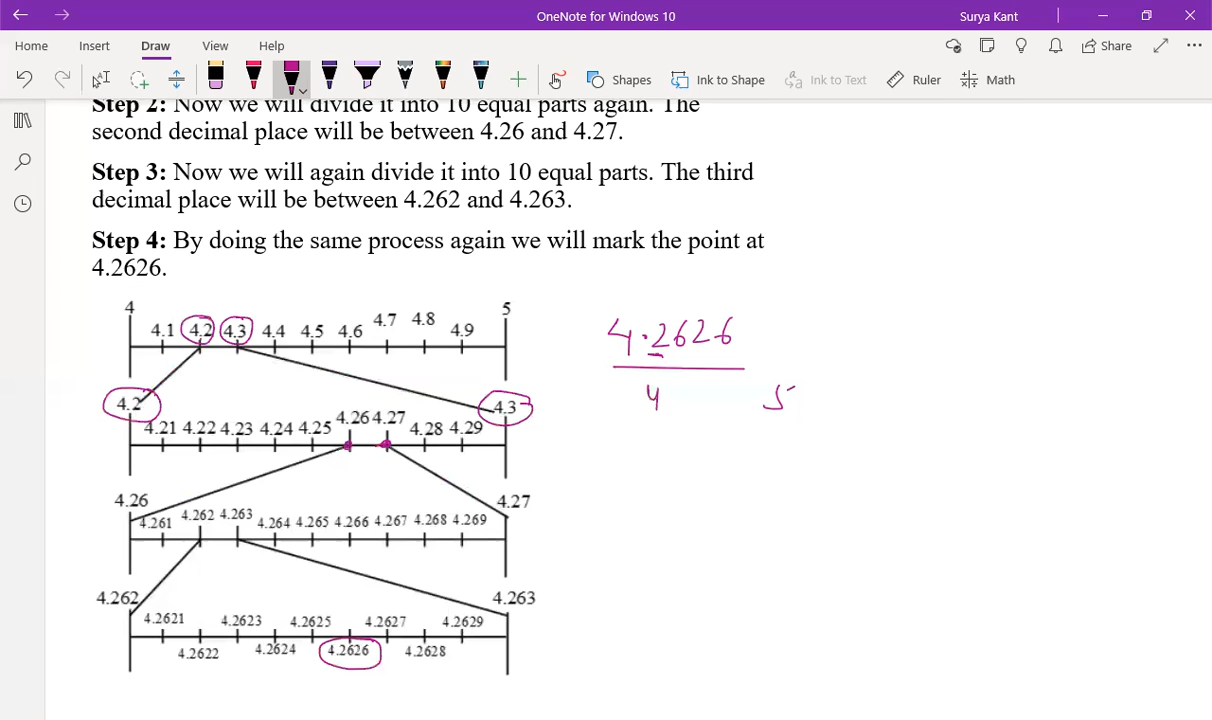 OneNote for Windows 10
Surya Kant
Home Insert Draw View Help
Share
Shapes Ink to Shape Ink to Text Ruler Math
Step 2: Now we will divide it into 10 equal parts again. The
second decimal place will be between 4.26 and 4.27.
Step 3: Now we will again divide it into 10 equal parts. The third
decimal place will be between 4.262 and 4.263.
Step 4: By doing the same process again we will mark the point at
4.2626.
4 5
4.1 4.2 4.3 4.4 4.5 4.6 4.7 4.8 4.9
4.2 4.3
4.21 4.22 4.23 4.24 4.25 4.26 4.27 4.28 4.29
4.26 4.27
4.261 4.262 4.263 4.264 4.265 4.266 4.267 4.268 4.269
4.262 4.263
4.2621 4.2623 4.2625 4.2627 4.2629
4.2622 4.2624 4.2626 4.2628
4.2626
4 5